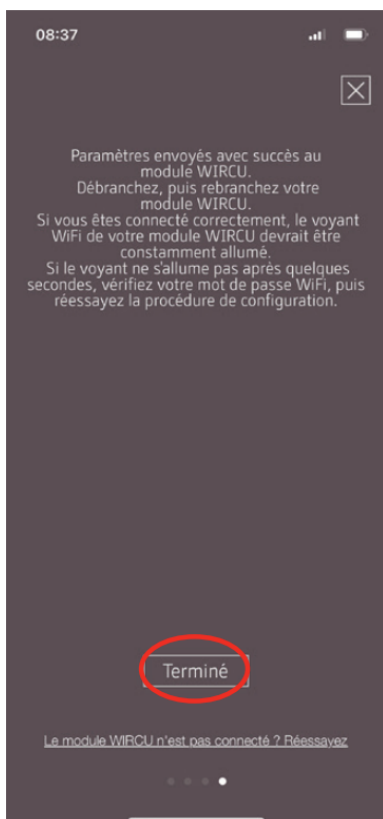 08:37
Paramètres envoyés avec succès au
module WIRCU.
Débranchez, puis rebranchez votre
module WIRCU.
Si vous êtes connecté correctement, le voyant
WiFi de votre module WIRCU devrait être
constamment allumé.
Si le voyant ne s'allume pas après quelques
secondes, vérifiez votre mot de passe WiFi, puis
réessayez la procédure de configuration.
Terminé
Le module WIRCU n'est pas connecté ? Réessayez